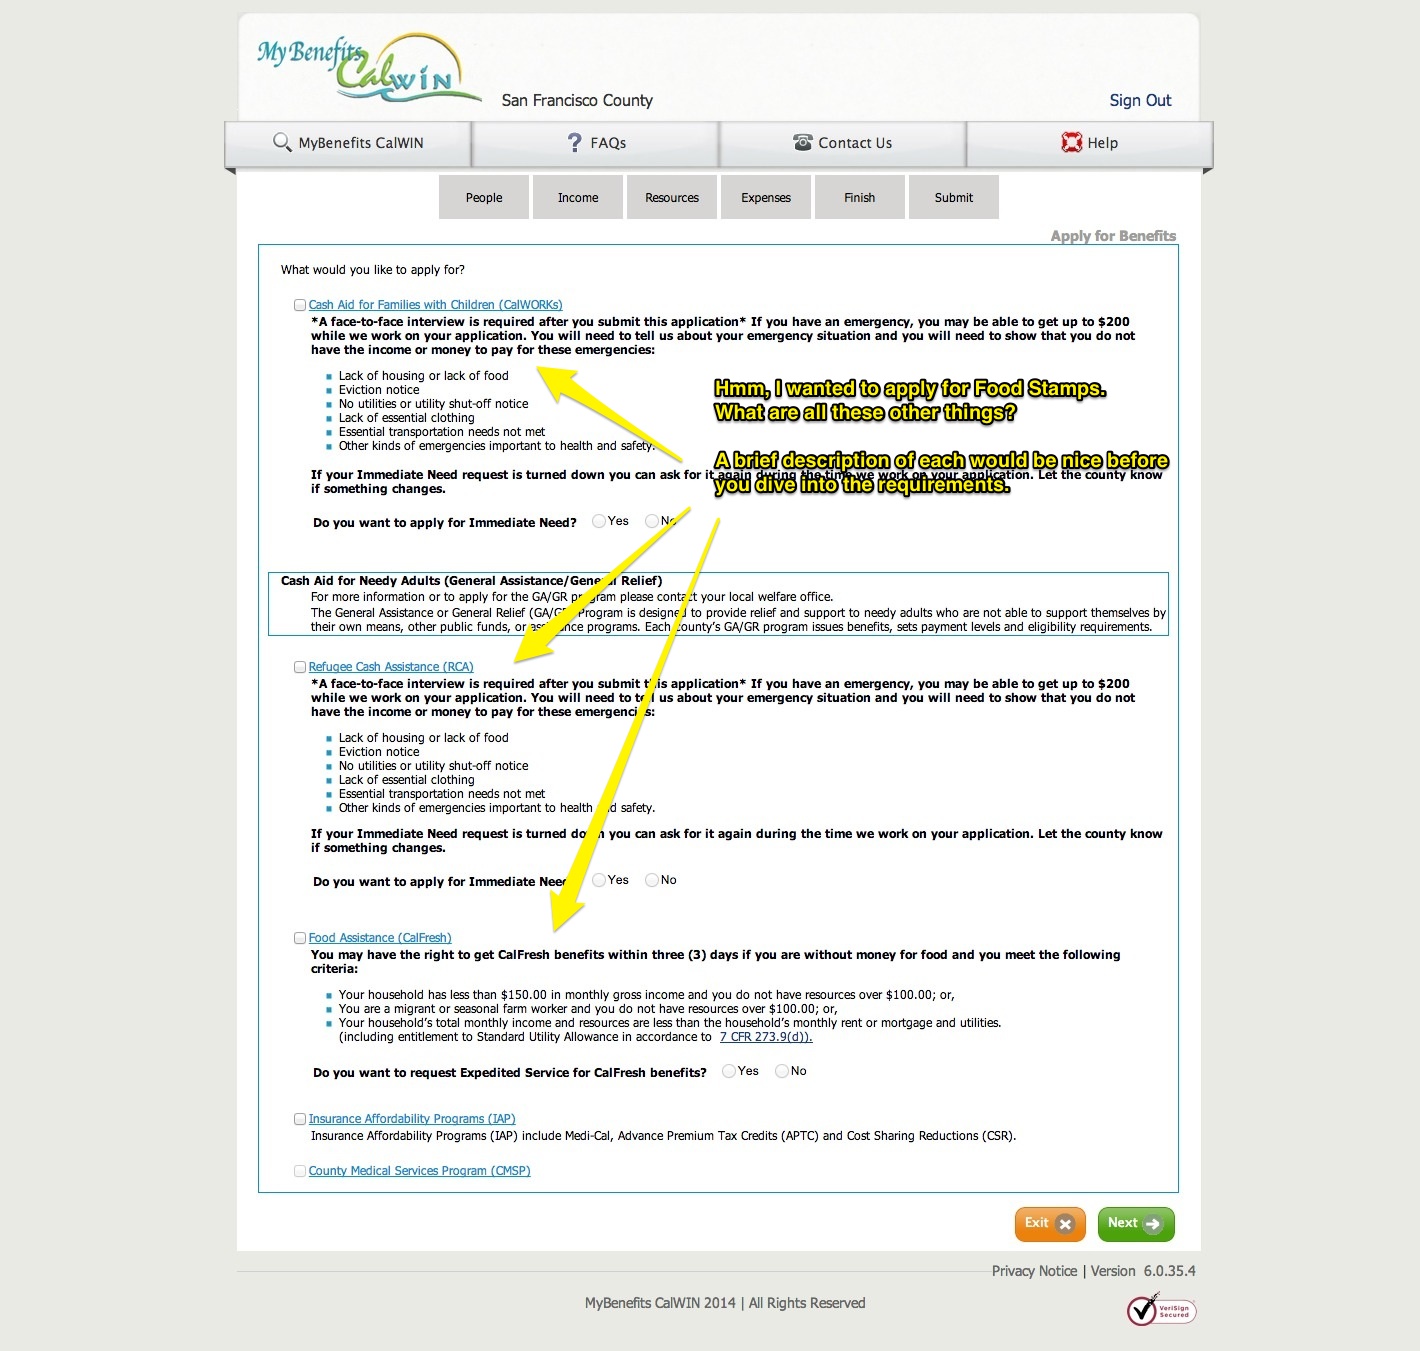 My Benefits
CalWIN
San Francisco County
Sign Out
MyBenefits CalWIN
FAQs
Contact Us
Help
People
Income
Resources
Expenses
Finish
Submit
Apply for Benefits
What would you like to apply for?
Cash Aid for Families with Children (CalWORKs)
*A face-to-face interview is required after you submit this application* If you have an emergency, you may be able to get up to $200
while we work on your application. You will need to tell us about your emergency situation and you will need to show that you do not
have the income or money to pay for these emergencies:
Lack of housing or lack of food
Eviction notice
No utilities or utility shut-off notice
Lack of essential clothing
Essential transportation needs not met
Other kinds of emergencies important to health and safety.
Hmm, I wanted to apply for Food Stamps.
What are all these other things?
A brief description of each would be nice before
you dive into the requirements.
If your Immediate Need request is turned down you can ask for it again during the time we work on your application. Let the county know
if something changes.
Do you want to apply for Immediate Need? Yes No
Cash Aid for Needy Adults (General Assistance/General Relief)
For more information or to apply for the GA/GR program please contact your local welfare office.
The General Assistance or General Relief (GA/GR) Program is designed to provide relief and support to needy adults who are not able to support themselves by
their own means, other public funds, or assistance programs. Each county's GA/GR program issues benefits, sets payment levels and eligibility requirements.
Refugee Cash Assistance (RCA)
*A face-to-face interview is required after you submit this application* If you have an emergency, you may be able to get up to $200
while we work on your application. You will need to tell us about your emergency situation and you will need to show that you do not
have the income or money to pay for these emergencies:
Lack of housing or lack of food
Eviction notice
No utilities or utility shut-off notice
Lack of essential clothing
Essential transportation needs not met
Other kinds of emergencies important to health and safety.
If your Immediate Need request is turned down you can ask for it again during the time we work on your application. Let the county know
if something changes.
Do you want to apply for Immediate Need? Yes No
Food Assistance (CalFresh)
You may have the right to get CalFresh benefits within three (3) days if you are without money for food and you meet the following
criteria:
Your household has less than $150.00 in monthly gross income and you do not have resources over $100.00; or,
You are a migrant or seasonal farm worker and you do not have resources over $100.00; or,
Your household's total monthly income and resources are less than the household's monthly rent or mortgage and utilities.
(including entitlement to Standard Utility Allowance in accordance to 7 CFR 273.9(d)).
Do you want to request Expedited Service for CalFresh benefits? Yes No
Insurance Affordability Programs (IAP)
Insurance Affordability Programs (IAP) include Medi-Cal, Advance Premium Tax Credits (APTC) and Cost Sharing Reductions (CSR).
County Medical Services Program (CMSP)
Exit
Next
Privacy Notice | Version 6.0.35.4
MyBenefits CalWIN 2014 | All Rights Reserved
VeriSign
Secured